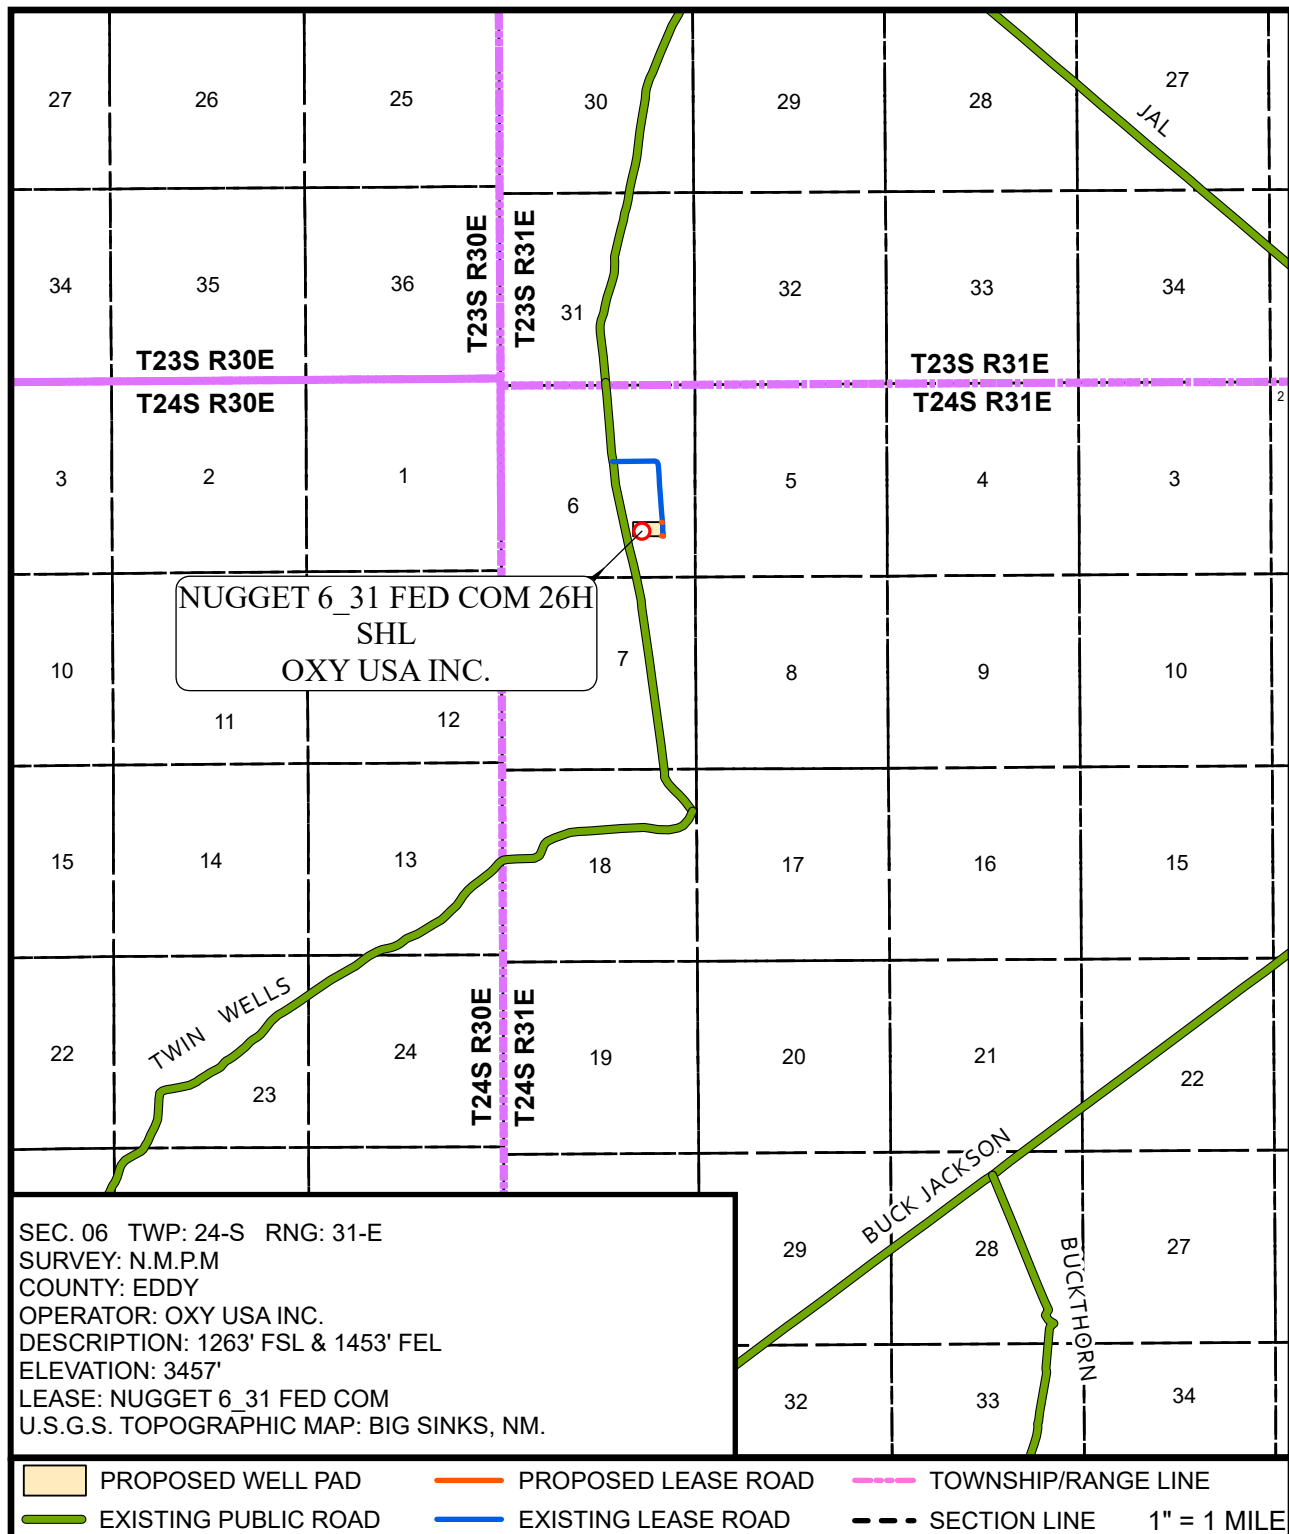 27 26 25 30 29 28 27
JAL
34 35 36 31 32 33 34
T23S R30E
T23S R31E
T23S R30E
T24S R30E
T23S R31E
T24S R31E
2
3 2 1 6 5 4 3
NUGGET 6_31 FED COM 26H
SHL
OXY USA INC.
10 11 12 7 8 9 10
15 14 13 18 17 16 15
TWIN WELLS
T24S R30E
T24S R31E
22 23 24 19 20 21 22
BUCK JACKSON
29 28 27
BUCKTHORN
32 33 34
SEC. 06 TWP: 24-S RNG: 31-E
SURVEY: N.M.P.M
COUNTY: EDDY
OPERATOR: OXY USA INC.
DESCRIPTION: 1263' FSL & 1453' FEL
ELEVATION: 3457'
LEASE: NUGGET 6_31 FED COM
U.S.G.S. TOPOGRAPHIC MAP: BIG SINKS, NM.
PROPOSED WELL PAD PROPOSED LEASE ROAD TOWNSHIP/RANGE LINE
EXISTING PUBLIC ROAD EXISTING LEASE ROAD SECTION LINE 1" = 1 MILE